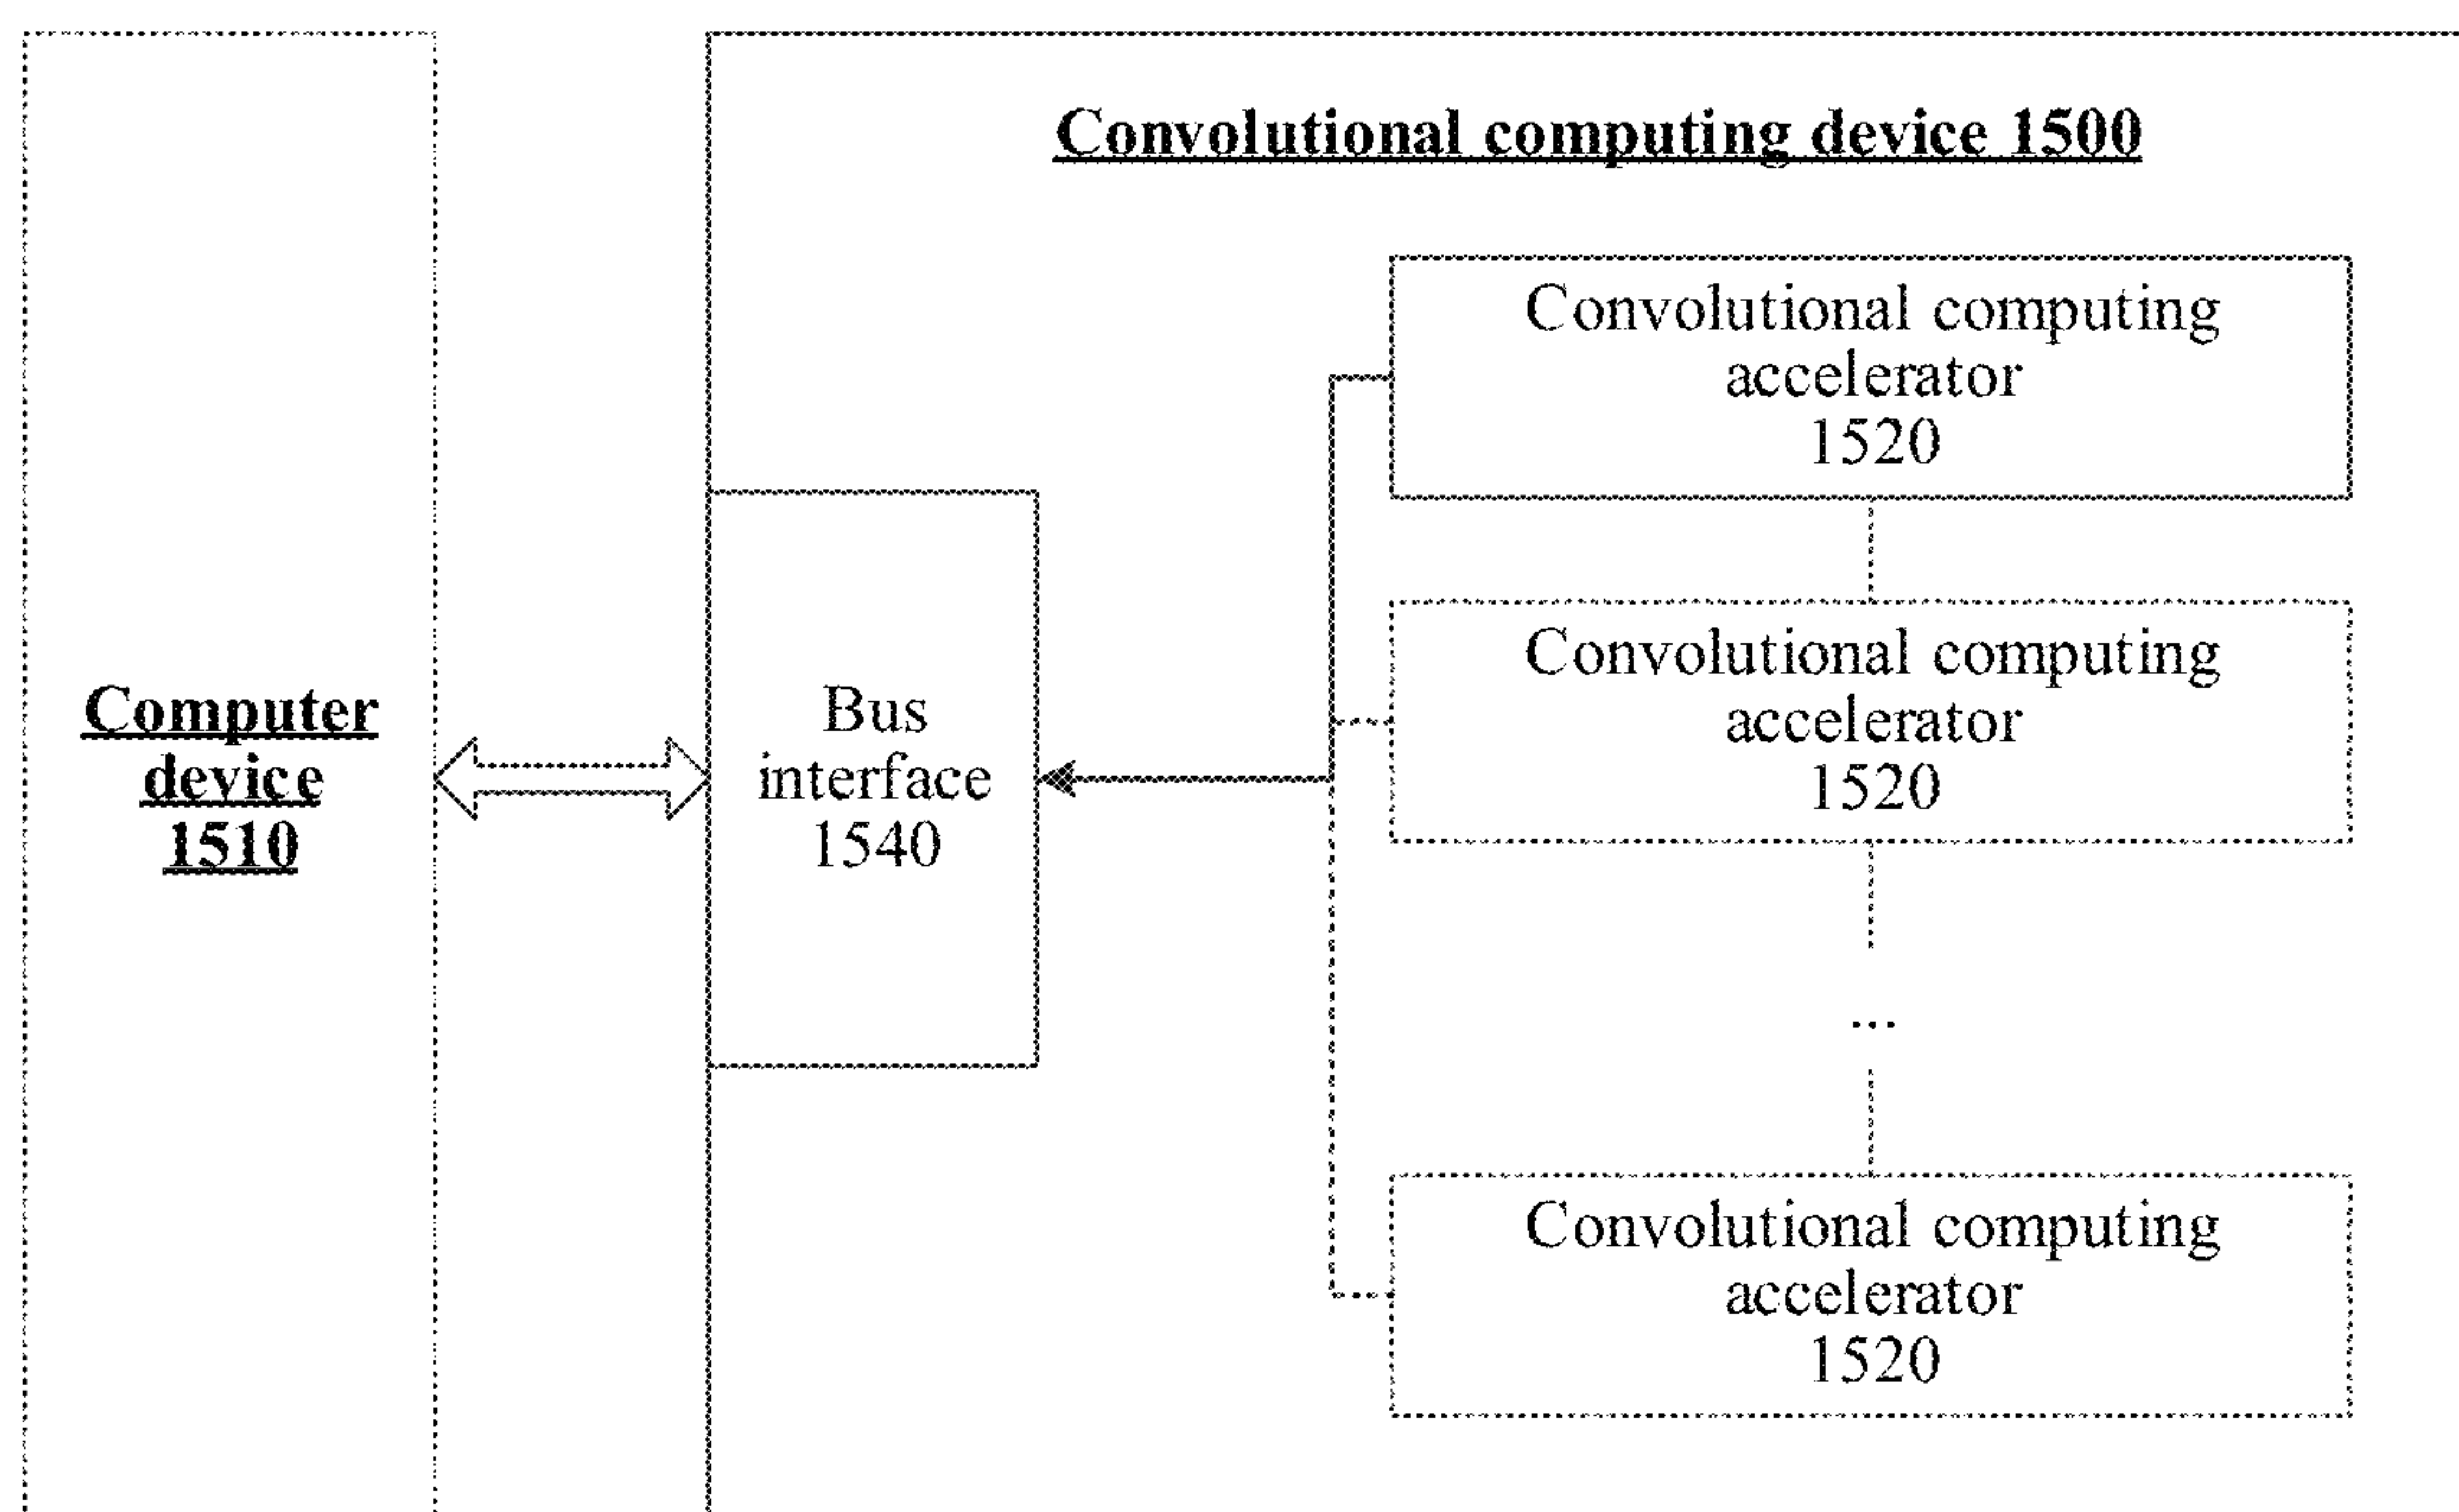 Convolutional computing device 1500
Convolutional computing
accelerator
1520
Convolutional computing
accelerator
1520
Computer
device
1510
Bus
interface
1540
...
Convolutional computing
accelerator
1520